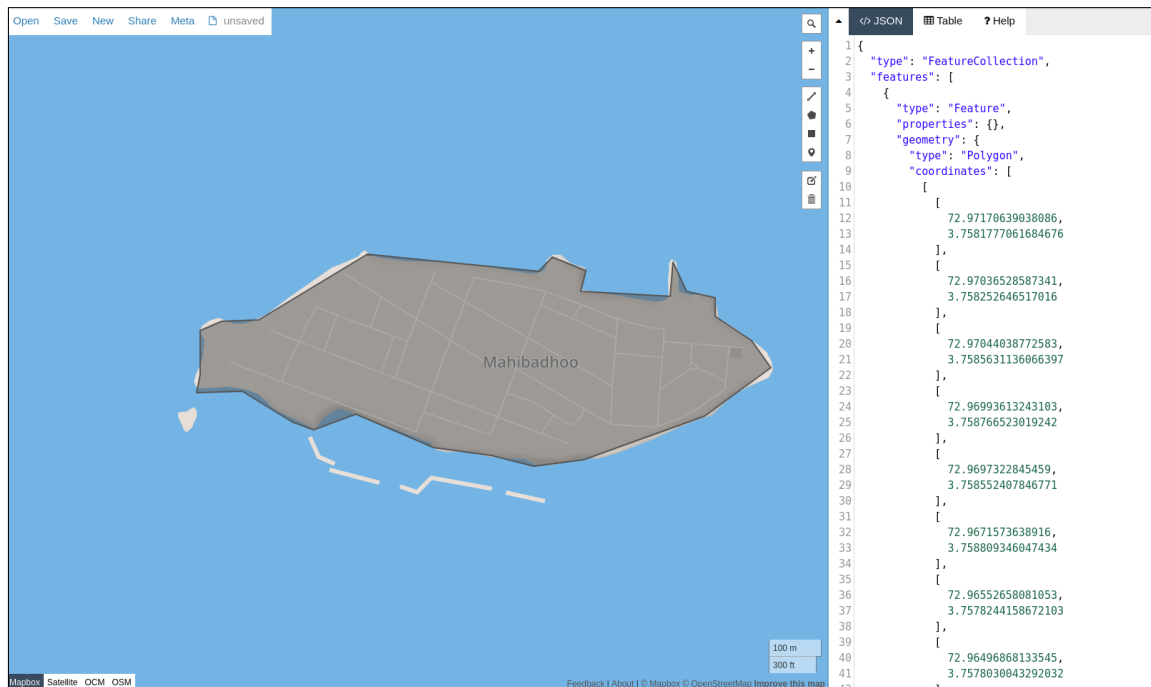 Open Save New Share Meta unsaved
</> JSON Table ? Help
Mahibadhoo
100 m
300 ft
Mapbox Satellite OCM OSM
Feedback | About | © Mapbox © OpenStreetMap Improve this map
1 {
2 "type": "FeatureCollection",
3 "features": [
4 {
5 "type": "Feature",
6 "properties": {},
7 "geometry": {
8 "type": "Polygon",
9 "coordinates": [
10 [
11 [
12 72.97170639038086,
13 3.7581777061684676
14 ],
15 [
16 72.97036528587341,
17 3.758252646517016
18 ],
19 [
20 72.97044038772583,
21 3.7585631136066397
22 ],
23 [
24 72.96993613243103,
25 3.758766523019242
26 ],
27 [
28 72.9697322845459,
29 3.758552407846771
30 ],
31 [
32 72.9671573638916,
33 3.758809346047434
34 ],
35 [
36 72.96552658081053,
37 3.7578244158672103
38 ],
39 [
40 72.96496868133545,
41 3.7578030043292032